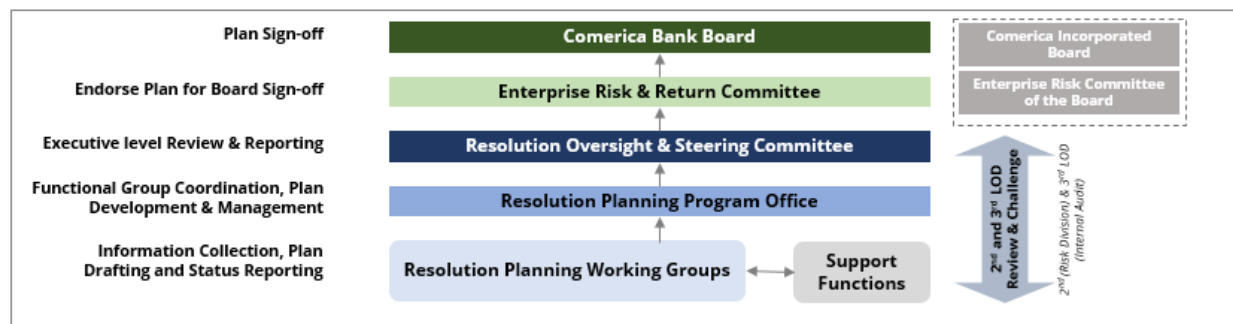 Plan Sign-off
Comerica Bank Board
Comerica Incorporated
Board
Endorse Plan for Board Sign-off
Enterprise Risk & Return Committee
Enterprise Risk Committee
of the Board
Executive level Review & Reporting
Resolution Oversight & Steering Committee
Functional Group Coordination, Plan
Development & Management
Resolution Planning Program Office
Information Collection, Plan
Drafting and Status Reporting
Resolution Planning Working Groups
Support
Functions
2nd and 3rd LOD
Review & Challenge
2nd (Risk Division) & 3rd LOD
(Internal Audit)